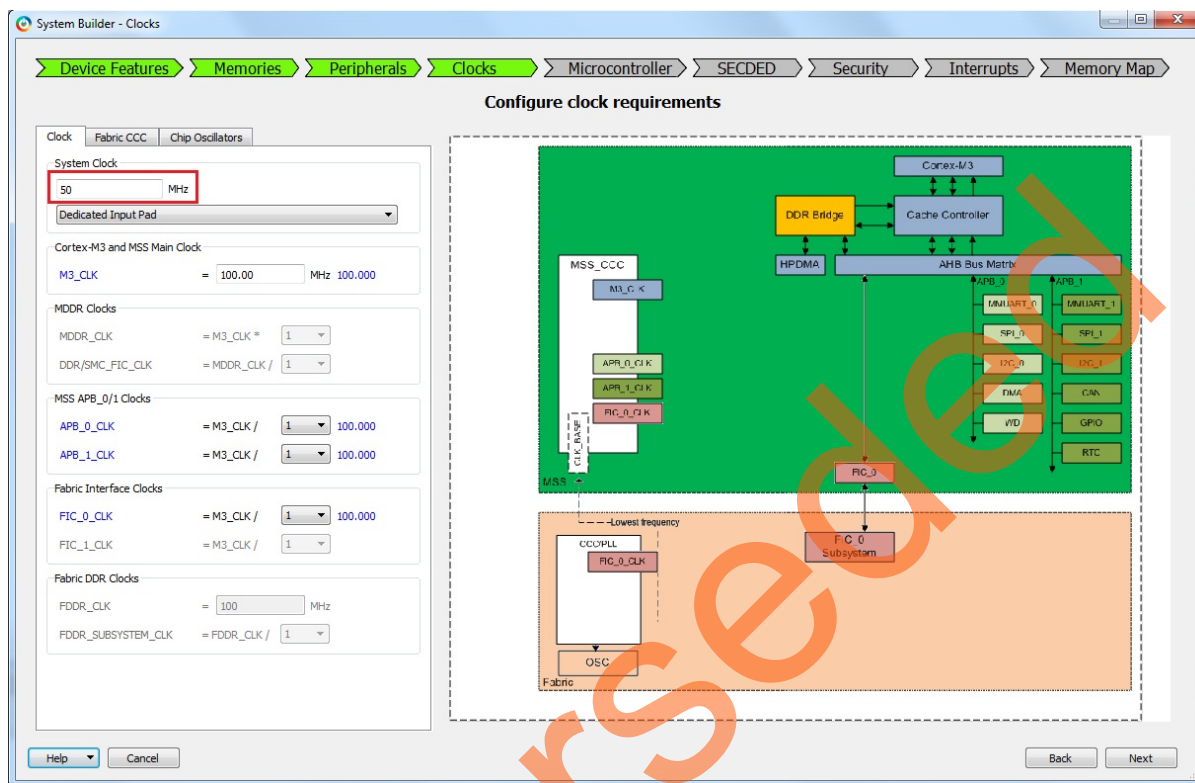 System Builder - Clocks
Device Features Memories Peripherals Clocks Microcontroller SECDED Security Interrupts Memory Map
Configure clock requirements
Clock Fabric CCC Chip Oscillators
System Clock
50 MHz
Dedicated Input Pad
Cortex-M3 and MSS Main Clock
M3_CLK = 100.00 MHz 100.000
MDDR Clocks
MDDR_CLK = M3_CLK * 1
DDR/SMC_FIC_CLK = MDDR_CLK / 1
MSS APB_0/1 Clocks
APB_0_CLK = M3_CLK / 1 100.000
APB_1_CLK = M3_CLK / 1 100.000
Fabric Interface Clocks
FIC_0_CLK = M3_CLK / 1 100.000
FIC_1_CLK = M3_CLK / 1
Fabric DDR Clocks
FDDR_CLK = 100 MHz
FDDR_SUBSYSTEM_CLK = FDDR_CLK / 1
Cortex-M3
DDR Bridge Cache Controller
MSS_CCC HPDMA AHB Bus Matrix
M3_CLK
APB_0 APB_1
MMUART_0 MMUART_1
SPI_0 SPI_1
I2C_0 I2C_1
DMA CAN
WD GPIO
RTC
APB_0_CLK
APB_1_CLK
FIC_0_CLK
CLK_BASE
MSS
FIC_0
Lowest frequency
CCC/PLL
FIC_0_CLK
FIC_0
Subsystem
OSC
Fabric
Help Cancel Back Next
rseded